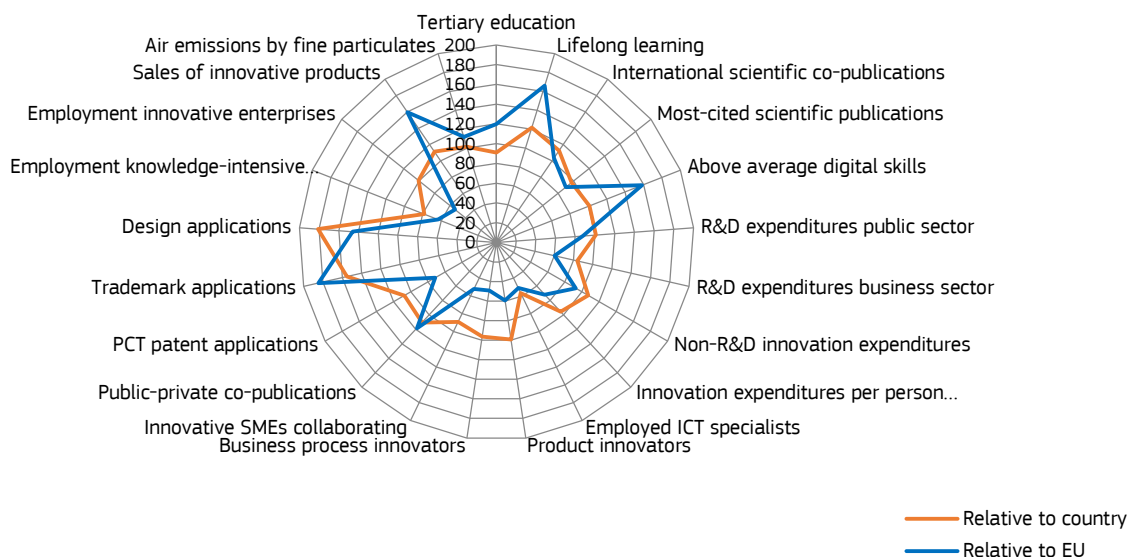 Tertiary education
Lifelong learning
International scientific co-publications
Most-cited scientific publications
Above average digital skills
R&D expenditures public sector
R&D expenditures business sector
Non-R&D innovation expenditures
Innovation expenditures per person...
Employed ICT specialists
Product innovators
Business process innovators
Innovative SMEs collaborating
Public-private co-publications
PCT patent applications
Trademark applications
Design applications
Employment knowledge-intensive...
Employment innovative enterprises
Sales of innovative products
Air emissions by fine particulates
200
180
160
140
120
100
80
60
40
20
0
Relative to country
Relative to EU